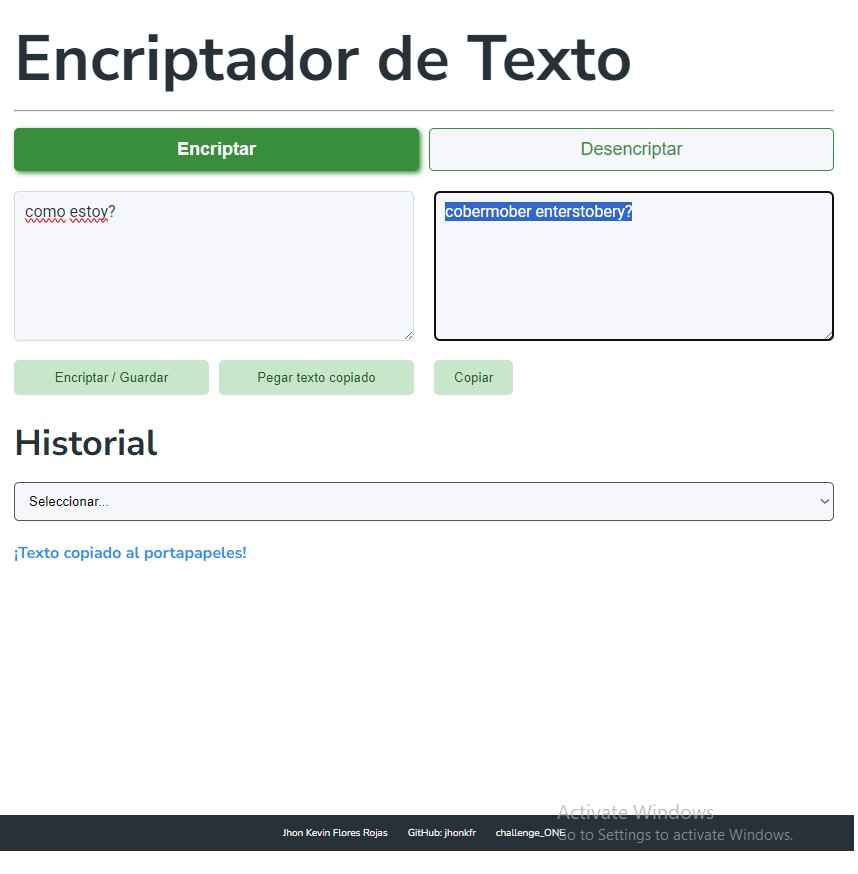 Encriptador de Texto
Encriptar
Desencriptar
como estoy?
cobermober enterstobery?
Encriptar / Guardar
Pegar texto copiado
Copiar
Historial
Seleccionar...
¡Texto copiado al portapapeles!
Activate Windows
Jhon Kevin Flores Rojas GitHub: jhonkfr challenge_ONE
Go to Settings to activate Windows.